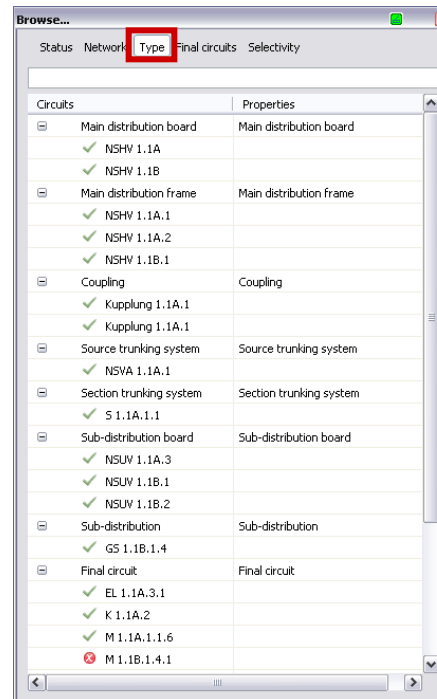 Browse...
Status Network Type Final circuits Selectivity
Circuits Properties
Main distribution board Main distribution board
NSHV 1.1A
NSHV 1.1B
Main distribution frame Main distribution frame
NSHV 1.1A.1
NSHV 1.1A.2
NSHV 1.1B.1
Coupling Coupling
Kupplung 1.1A.1
Kupplung 1.1A.1
Source trunking system Source trunking system
NSVA 1.1A.1
Section trunking system Section trunking system
S 1.1A.1.1
Sub-distribution board Sub-distribution board
NSUV 1.1A.3
NSUV 1.1B.1
NSUV 1.1B.2
Sub-distribution Sub-distribution
GS 1.1B.1.4
Final circuit Final circuit
EL 1.1A.3.1
K 1.1A.2
M 1.1A.1.1.6
M 1.1B.1.4.1